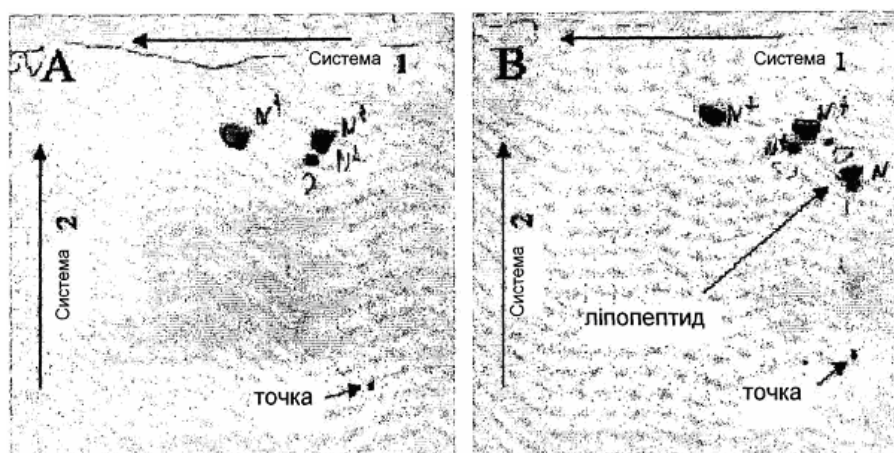 A
Система 1
Система 2
точка
B
Система 1
Система 2
ліпопептид
точка
N